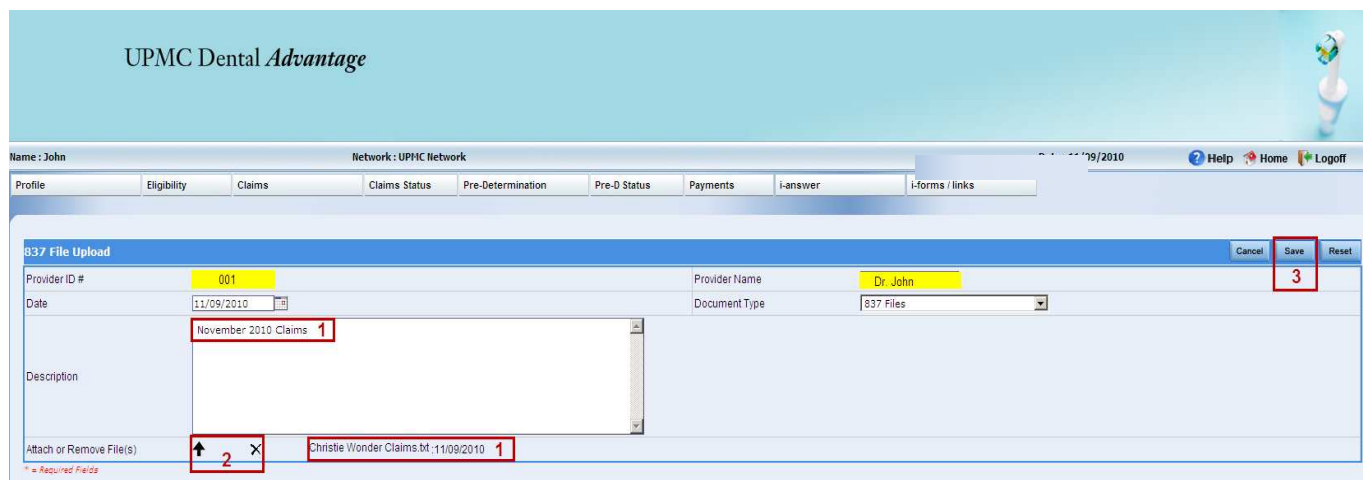 UPMC Dental Advantage
Name : John Network : UPMC Network 11/09/2010 Help Home Logoff
Profile Eligibility Claims Claims Status Pre-Determination Pre-D Status Payments i-answer i-forms / links
837 File Upload Cancel Save Reset
Provider ID # 001 Provider Name Dr. John 3
Date 11/09/2010 Document Type 837 Files
November 2010 Claims 1
Description
Attach or Remove File(s) 2 Christie Wonder Claims.txt ;11/09/2010 1
* = Required Fields